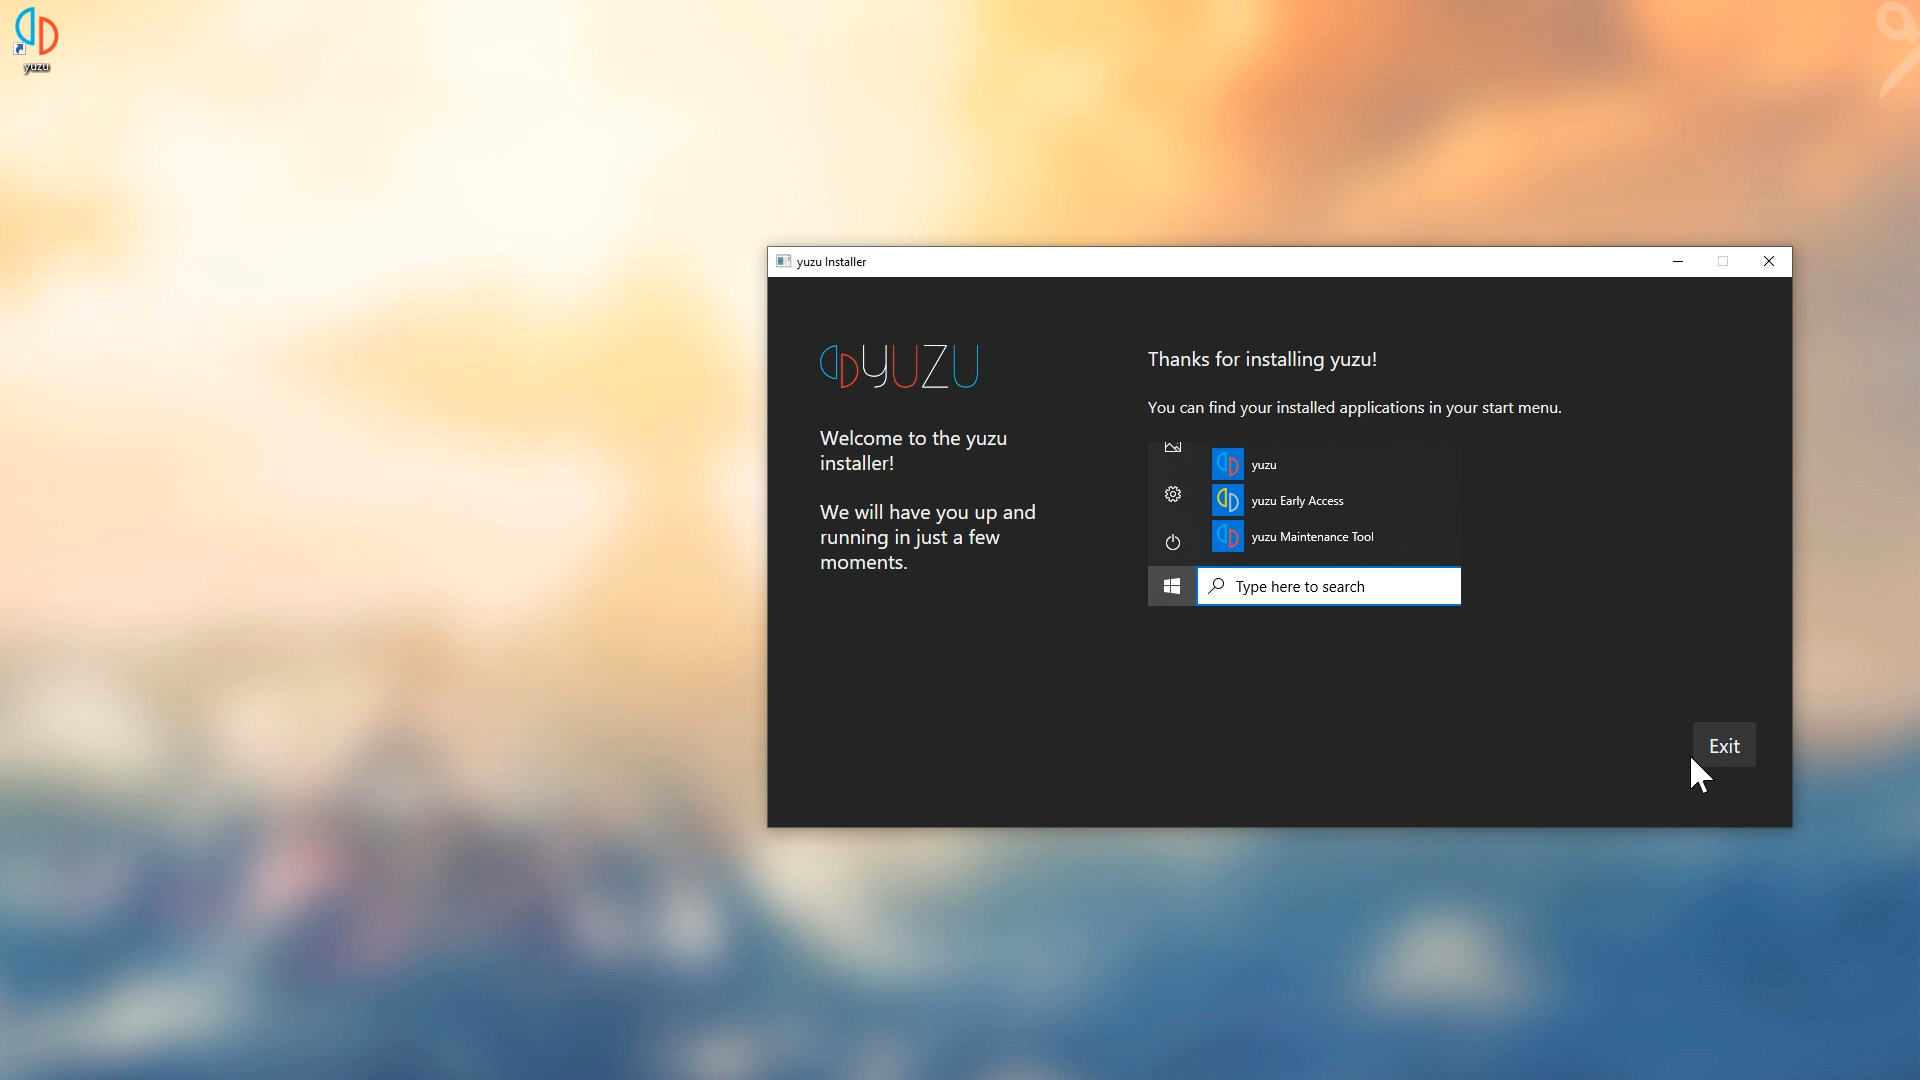 yuzu
yuzu Installer
YUZU
Welcome to the yuzu
installer!
We will have you up and
running in just a few
moments.
Thanks for installing yuzu!
You can find your installed applications in your start menu.
yuzu
yuzu Early Access
yuzu Maintenance Tool
Type here to search
Exit